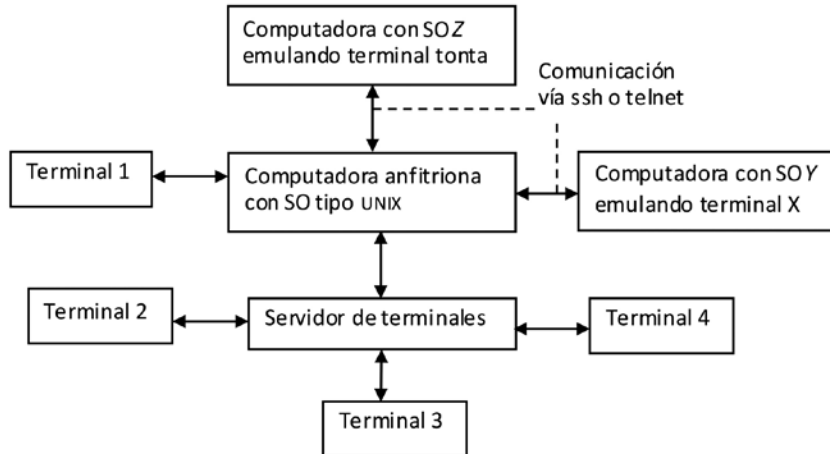 Computadora con SO Z
emulando terminal tonta
Comunicación
vía ssh o telnet
Terminal 1
Computadora anfitriona
con SO tipo UNIX
Computadora con SO Y
emulando terminal X
Terminal 2
Servidor de terminales
Terminal 4
Terminal 3